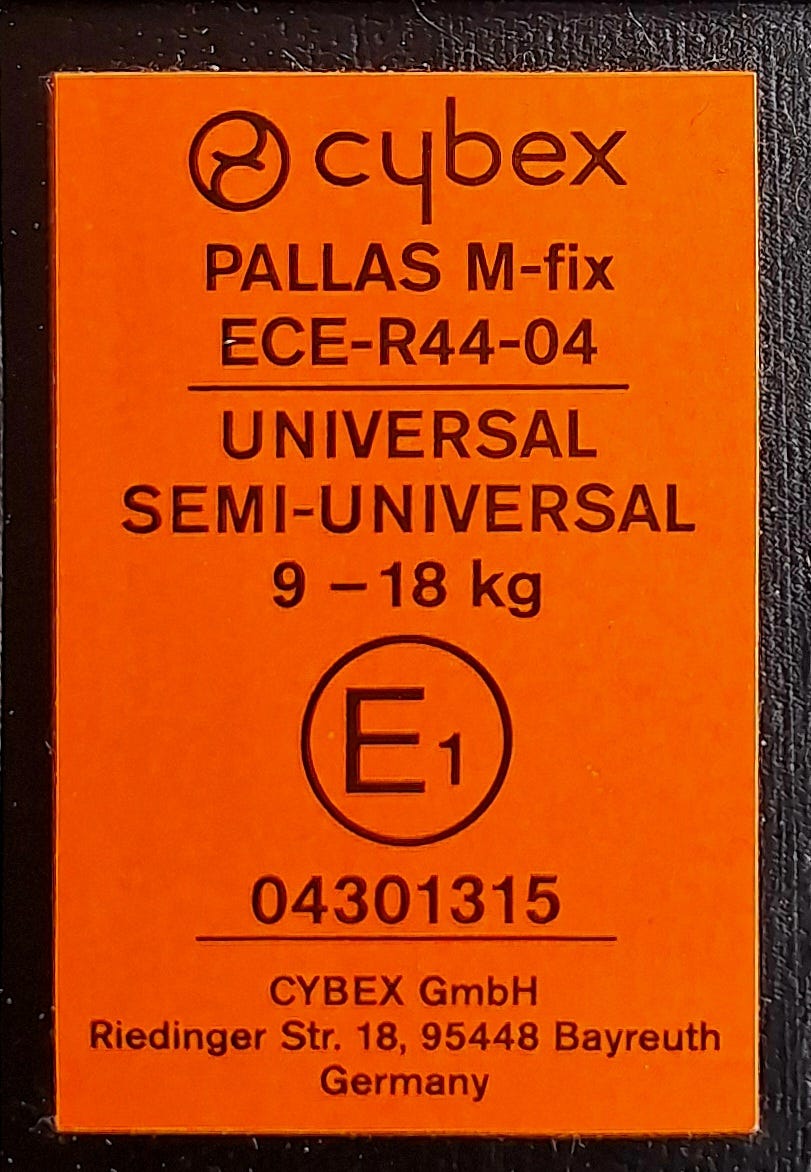 cybex
PALLAS M-fix
ECE-R44-04
UNIVERSAL
SEMI-UNIVERSAL
9 – 18 kg
E1
04301315
CYBEX GmbH
Riedinger Str. 18, 95448 Bayreuth
Germany